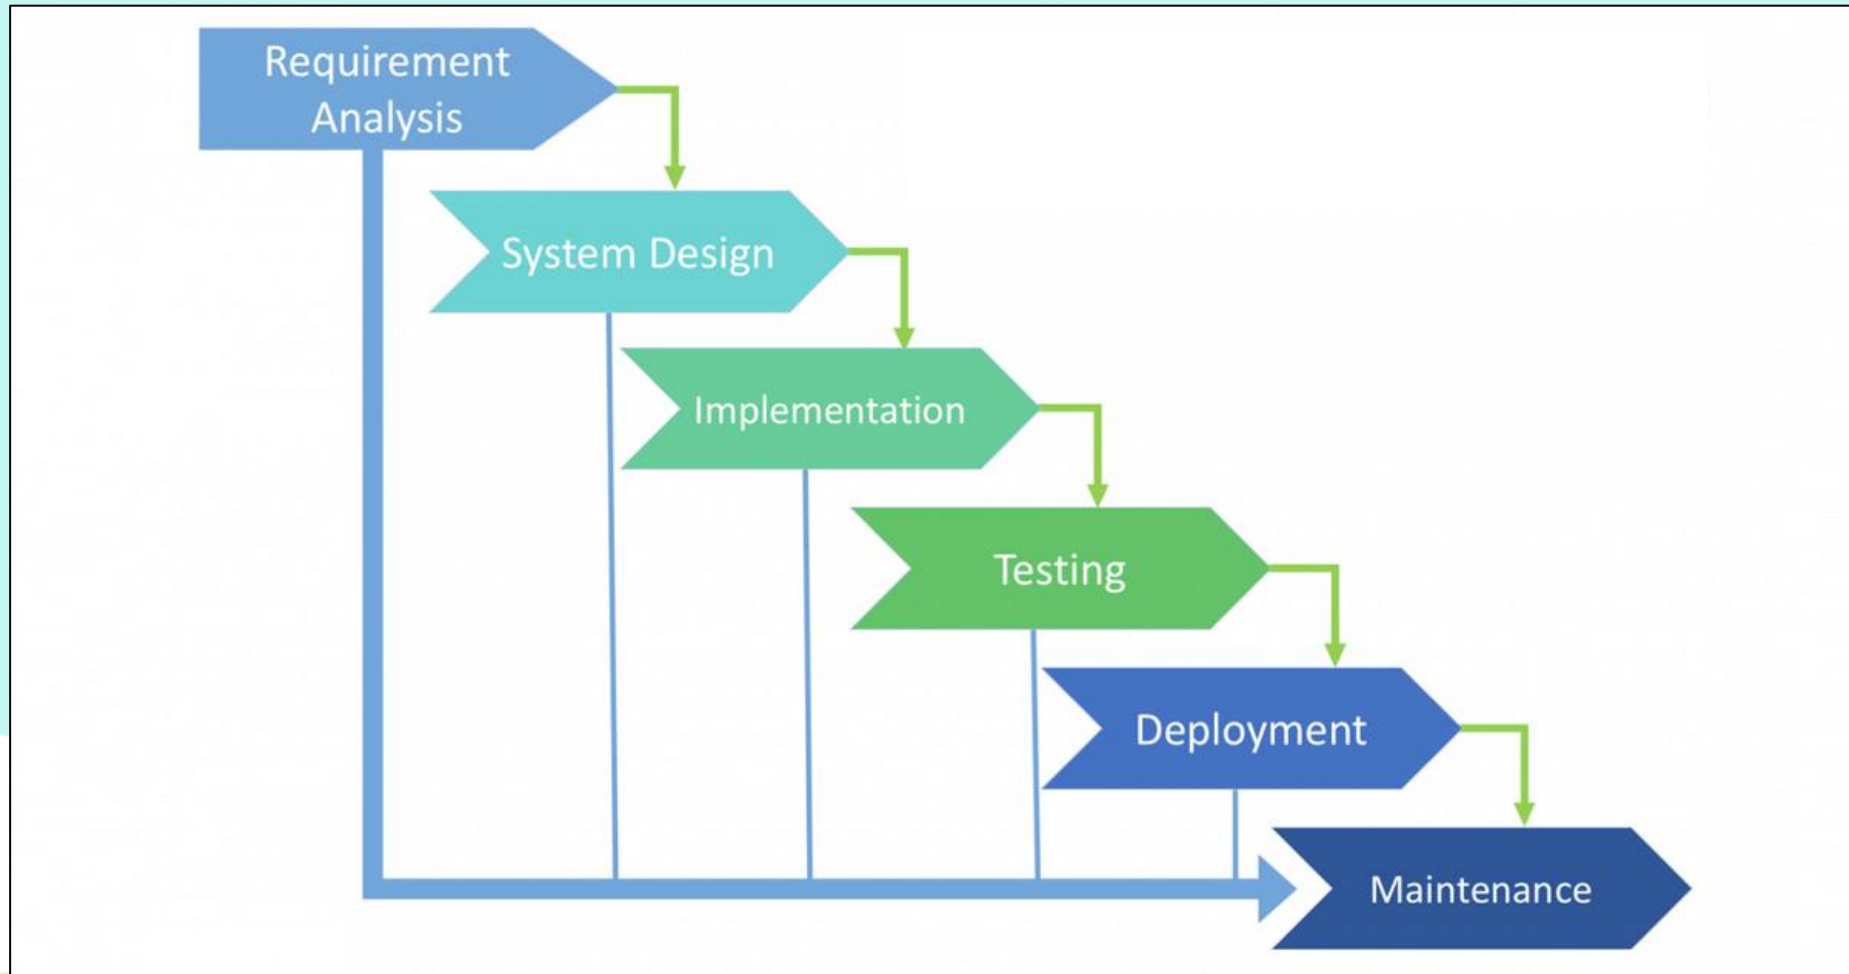 Requirement
Analysis
System Design
Implementation
Testing
Deployment
Maintenance